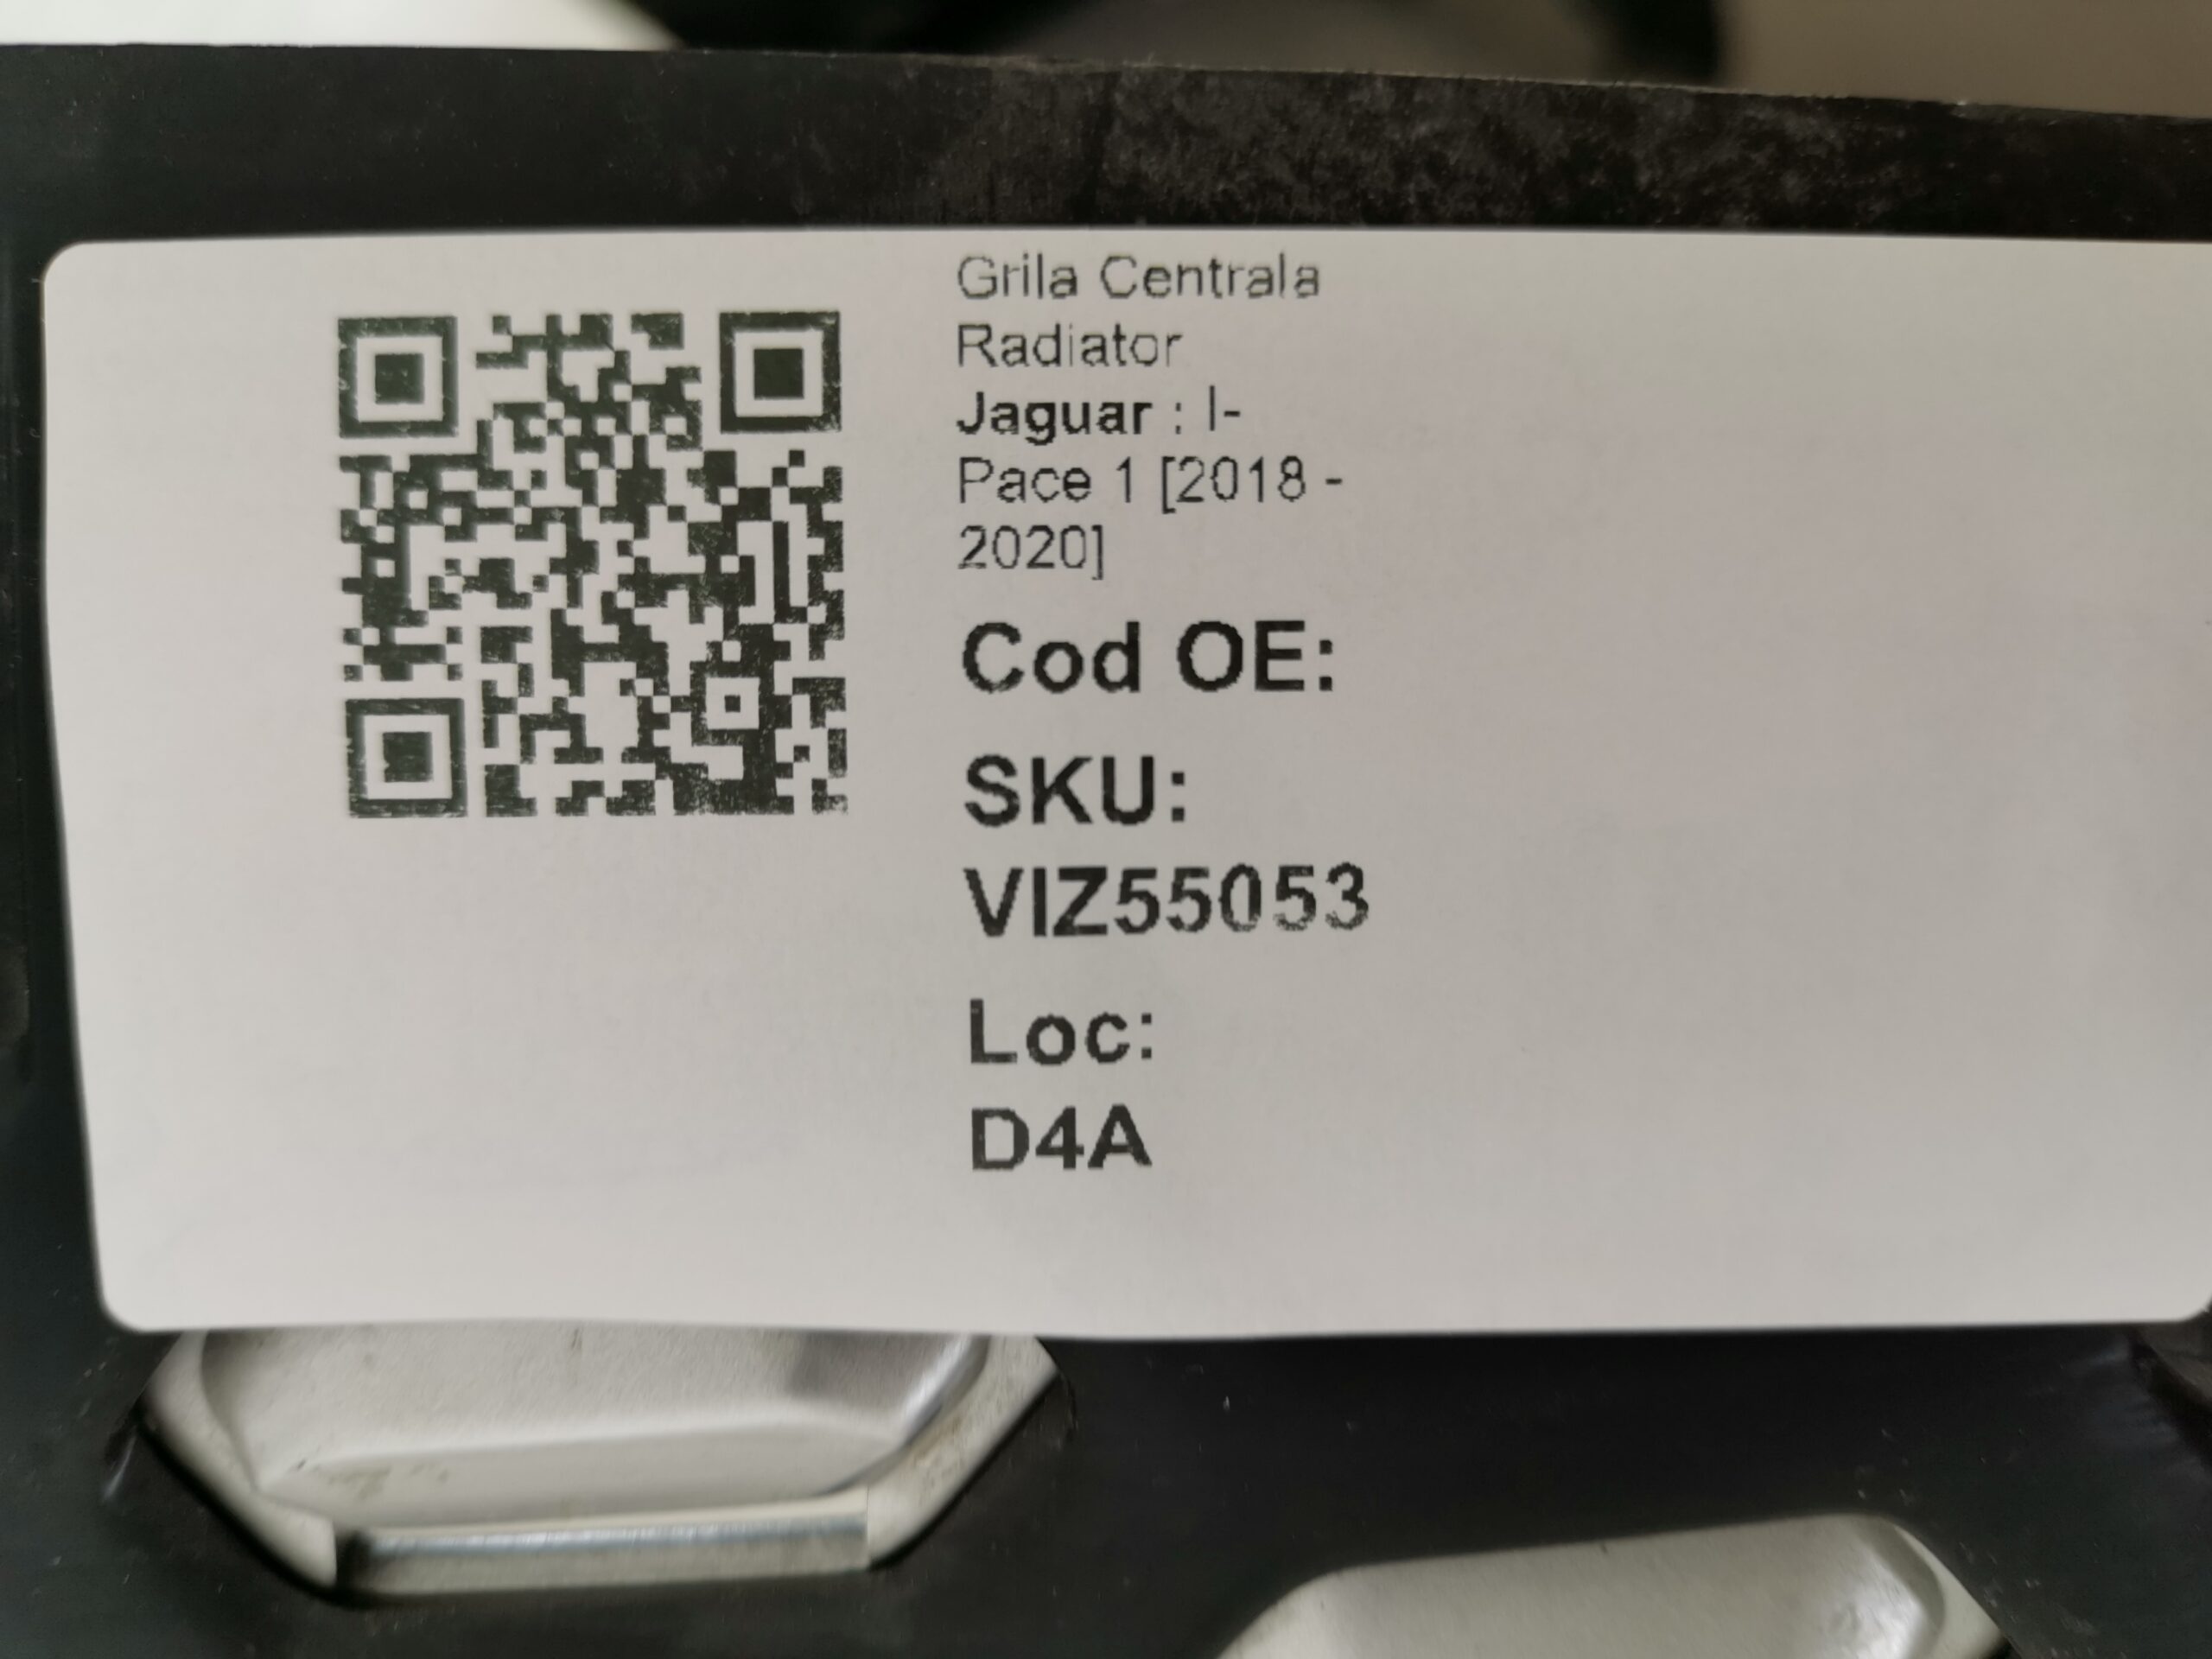 Grila Centrala
Radiator
Jaguar : I-
Pace 1 [2018 -
2020]
Cod OE:
SKU:
VIZ55053
Loc:
D4A